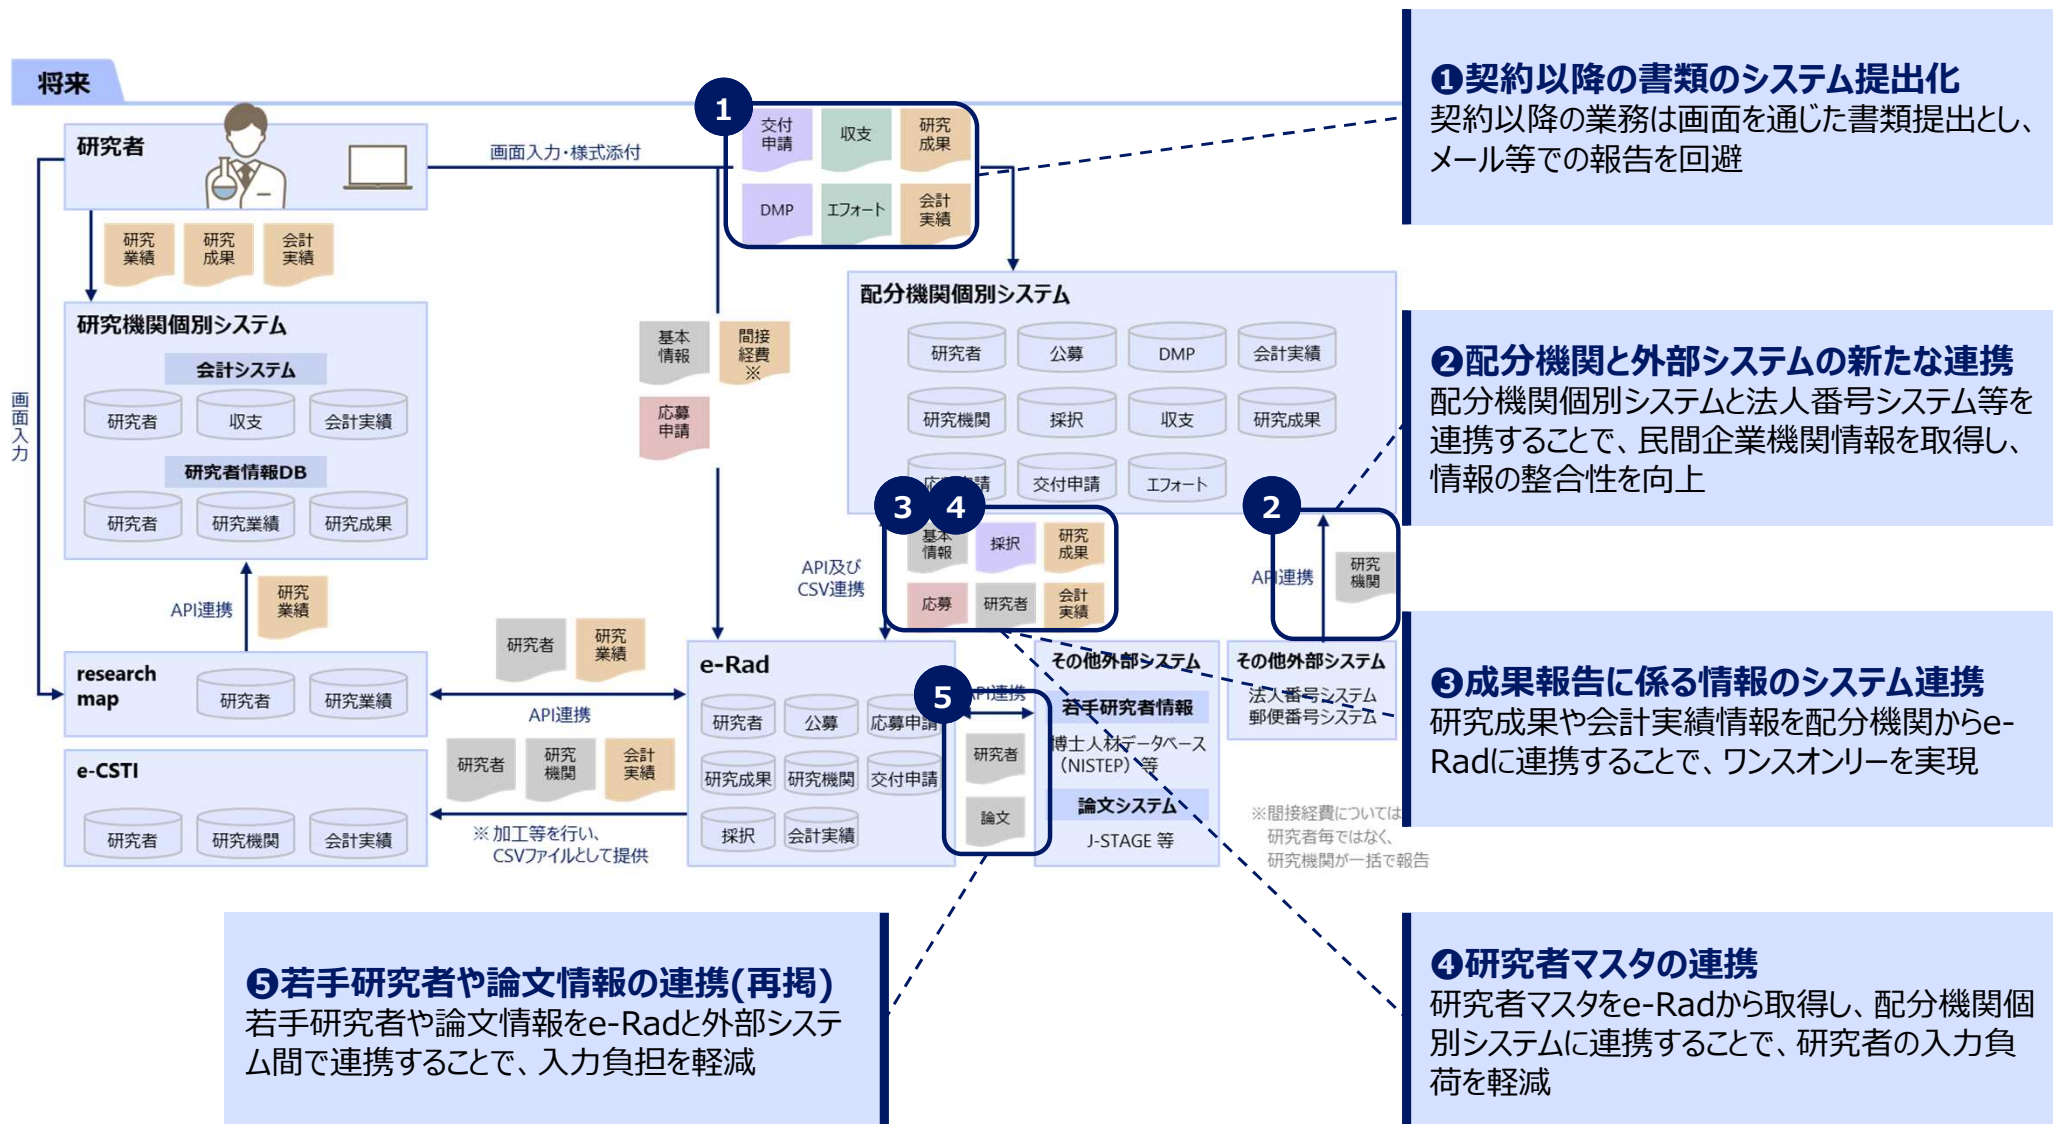 将来
研究者
画面入力・様式添付
1
交付
申請
収支
研究
成果
DMP
エフォート
会計
実績
研究
業績
研究
成果
会計
実績
画面入力
研究機関個別システム
会計システム
研究者
収支
会計実績
研究者情報DB
研究者
研究業績
研究成果
API連携
研究
業績
research
map
研究者
研究業績
e-CSTI
研究者
研究機関
会計実績
基本
情報
間接
経費
※
応募
申請
研究者
研究
業績
API連携
研究者
研究
機関
会計
実績
※加工等を行い、
CSVファイルとして提供
配分機関個別システム
研究者
公募
DMP
会計実績
研究機関
採択
収支
研究成果
応募申請
交付申請
エフォート
3
4
API及び
CSV連携
基本
情報
採択
研究
成果
応募
研究者
会計
実績
2
API連携
研究
機関
e-Rad
研究者
公募
応募申請
研究成果
研究機関
交付申請
採択
会計実績
5
API連携
研究者
論文
その他外部システム
若手研究者情報
博士人材データベース
（NISTEP）等
論文システム
J-STAGE 等
その他外部システム
法人番号システム
郵便番号システム
※間接経費については
研究者毎ではなく、
研究機関が一括で報告
❶契約以降の書類のシステム提出化
契約以降の業務は画面を通じた書類提出とし、
メール等での報告を回避
❷配分機関と外部システムの新たな連携
配分機関個別システムと法人番号システム等を
連携することで、民間企業機関情報を取得し、
情報の整合性を向上
❸成果報告に係る情報のシステム連携
研究成果や会計実績情報を配分機関からe-
Radに連携することで、ワンスオンリーを実現
❹研究者マスタの連携
研究者マスタをe-Radから取得し、配分機関個
別システムに連携することで、研究者の入力負
荷を軽減
❺若手研究者や論文情報の連携(再掲)
若手研究者や論文情報をe-Radと外部システ
ム間で連携することで、入力負担を軽減